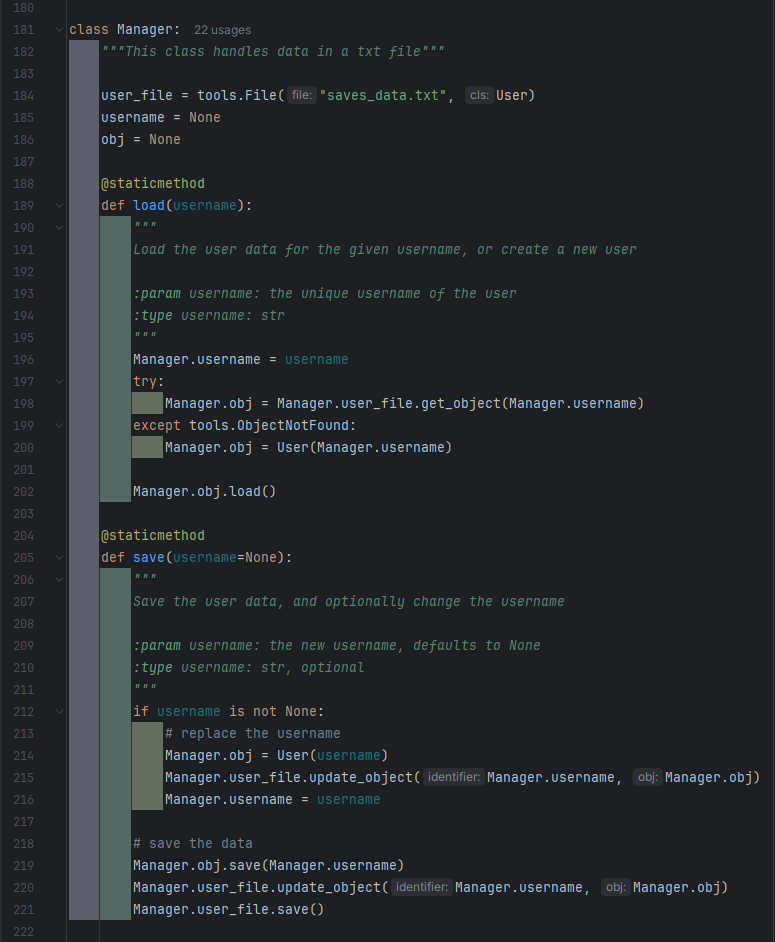 180
181 class Manager: 22 usages
182 """This class handles data in a txt file"""
183
184 user_file = tools.File( file: "saves_data.txt", cls: User)
185 username = None
186 obj = None
187
188 @staticmethod
189 def load(username):
190 """
191 Load the user data for the given username, or create a new user
192
193 :param username: the unique username of the user
194 :type username: str
195 """
196 Manager.username = username
197 try:
198 Manager.obj = Manager.user_file.get_object(Manager.username)
199 except tools.ObjectNotFound:
200 Manager.obj = User(Manager.username)
201
202 Manager.obj.load()
203
204 @staticmethod
205 def save(username=None):
206 """
207 Save the user data, and optionally change the username
208
209 :param username: the new username, defaults to None
210 :type username: str, optional
211 """
212 if username is not None:
213 # replace the username
214 Manager.obj = User(username)
215 Manager.user_file.update_object( identifier: Manager.username, obj: Manager.obj)
216 Manager.username = username
217
218 # save the data
219 Manager.obj.save(Manager.username)
220 Manager.user_file.update_object( identifier: Manager.username, obj: Manager.obj)
221 Manager.user_file.save()
222